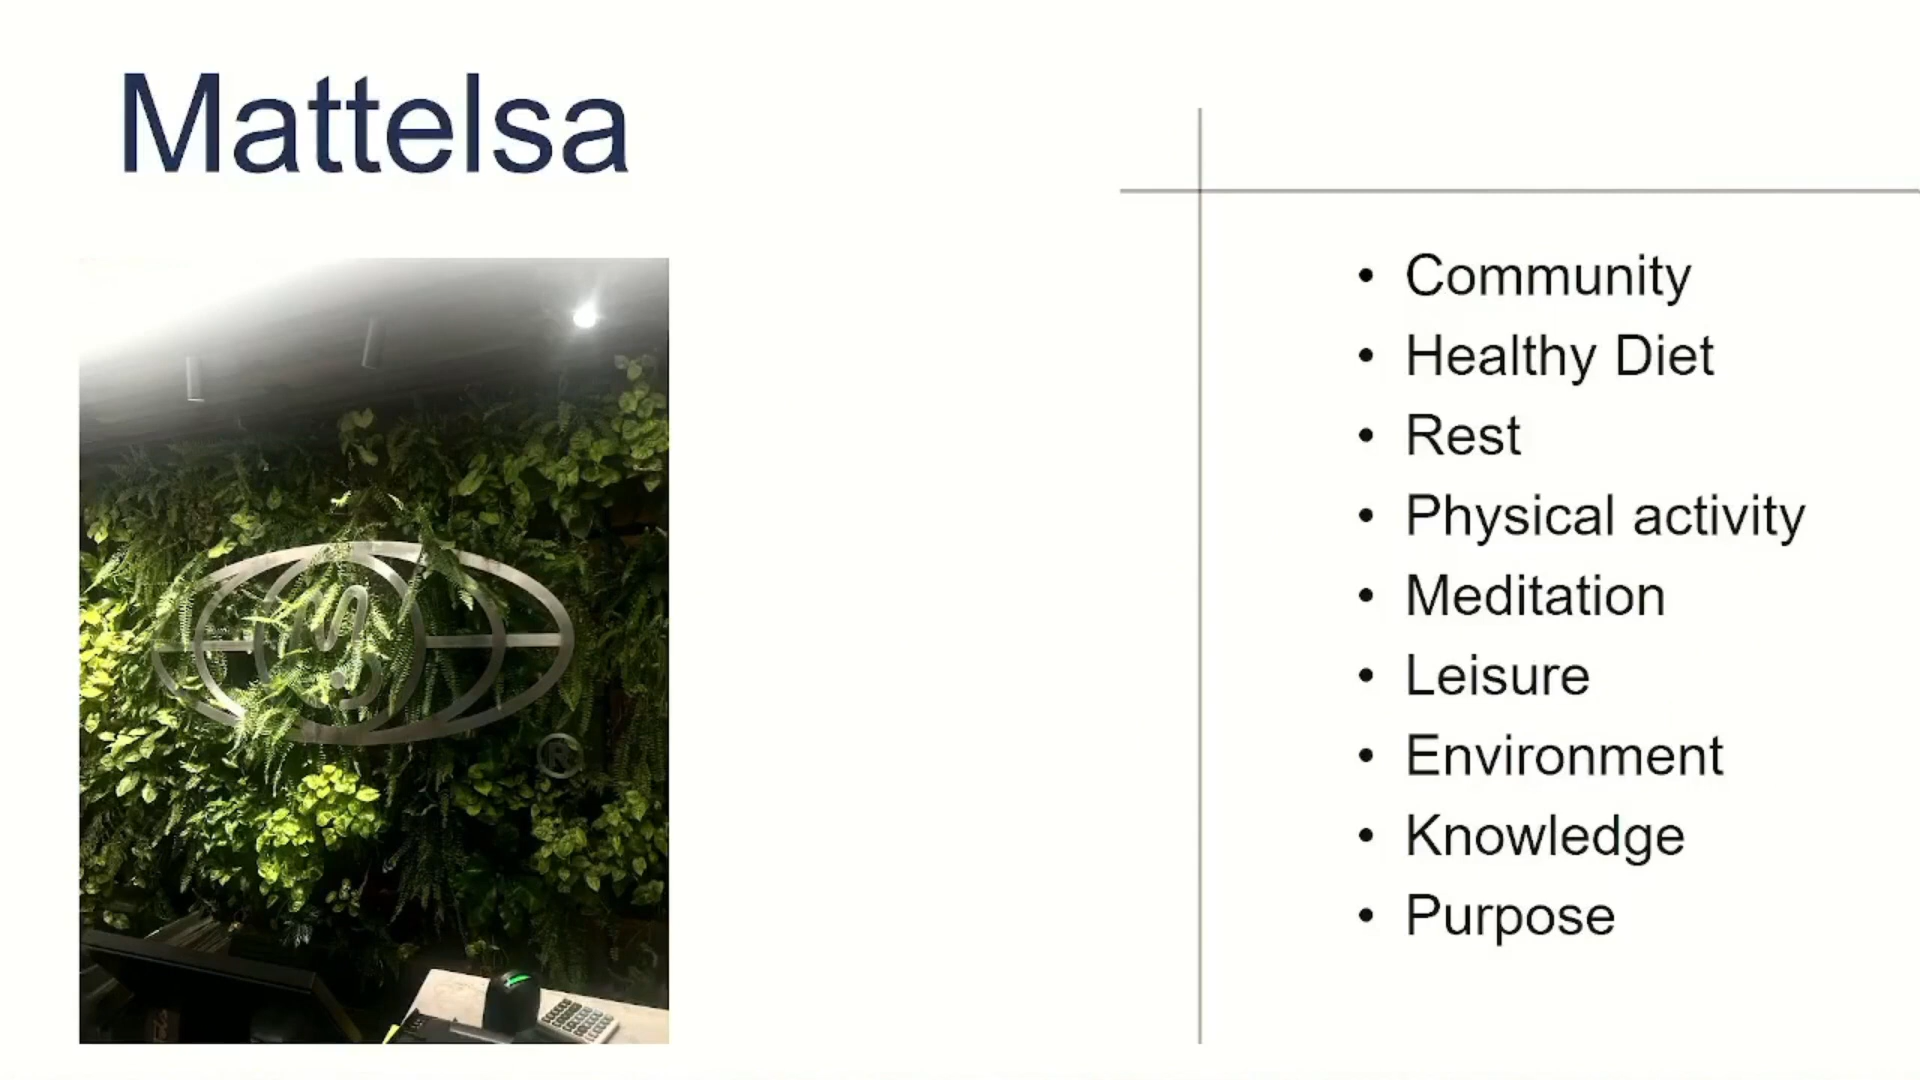 Mattelsa
®
• Community
• Healthy Diet
• Rest
• Physical activity
• Meditation
• Leisure
• Environment
• Knowledge
• Purpose